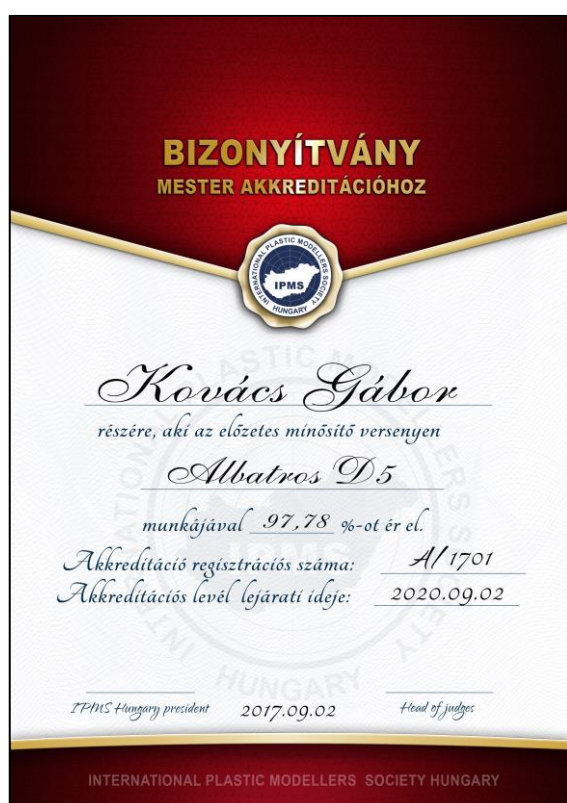 BIZONYÍTVÁNY
MESTER AKKREDITÁCIÓHOZ
INTERNATIONAL PLASTIC MODELLERS SOCIETY
IPMS
HUNGARY
Kovács Gábor
részére, aki az előzetes minősítő versenyen
Albatros D5
munkájával 97,78 %-ot ér el.
Akkreditáció regisztrációs száma: A/1701
Akkreditációs levél lejárati ideje: 2020.09.02
IPMS Hungary president 2017.09.02 Head of judges
INTERNATIONAL PLASTIC MODELLERS SOCIETY HUNGARY